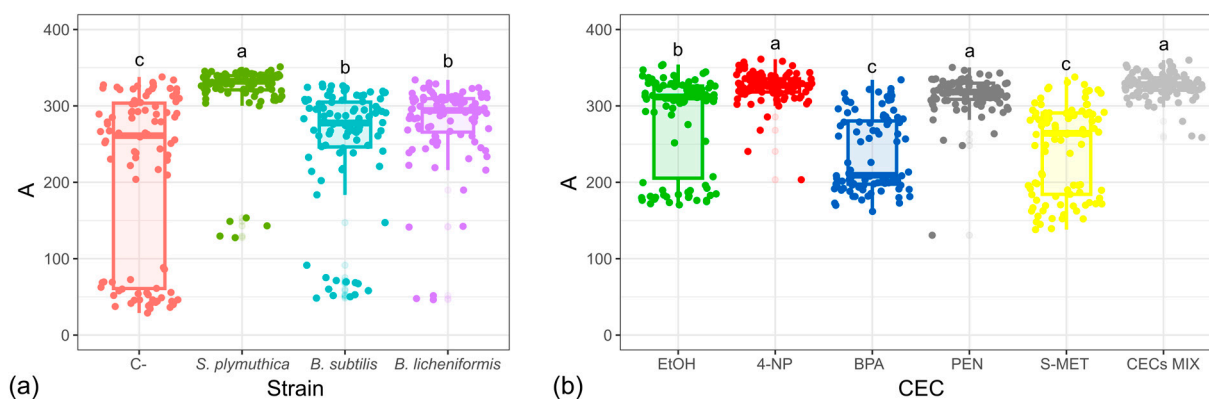 400
300
200
100
0
A
c
a
b
b
C-
S. plymuthica
B. subtilis
B. licheniformis
Strain
(a)
400
300
200
100
0
A
b
a
c
a
c
a
EtOH
4-NP
BPA
PEN
S-MET
CECs MIX
CEC
(b)